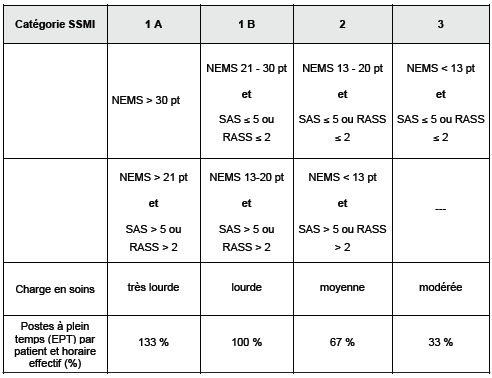 Catégorie SSMI 1 A 1 B 2 3
NEMS > 30 pt
NEMS 21 - 30 pt
et
SAS ≤ 5 ou
RASS ≤ 2
NEMS 13 - 20 pt
et
SAS ≤ 5 ou RASS
≤ 2
NEMS < 13 pt
et
SAS ≤ 5 ou RASS
≤ 2
NEMS > 21 pt
et
SAS > 5 ou
RASS > 2
NEMS 13-20 pt
et
SAS > 5 ou
RASS > 2
NEMS < 13 pt
et
SAS > 5 ou RASS
> 2
---
Charge en soins très lourde lourde moyenne modérée
Postes à plein
temps (EPT) par
patient et horaire
effectif (%)
133 % 100 % 67 % 33 %